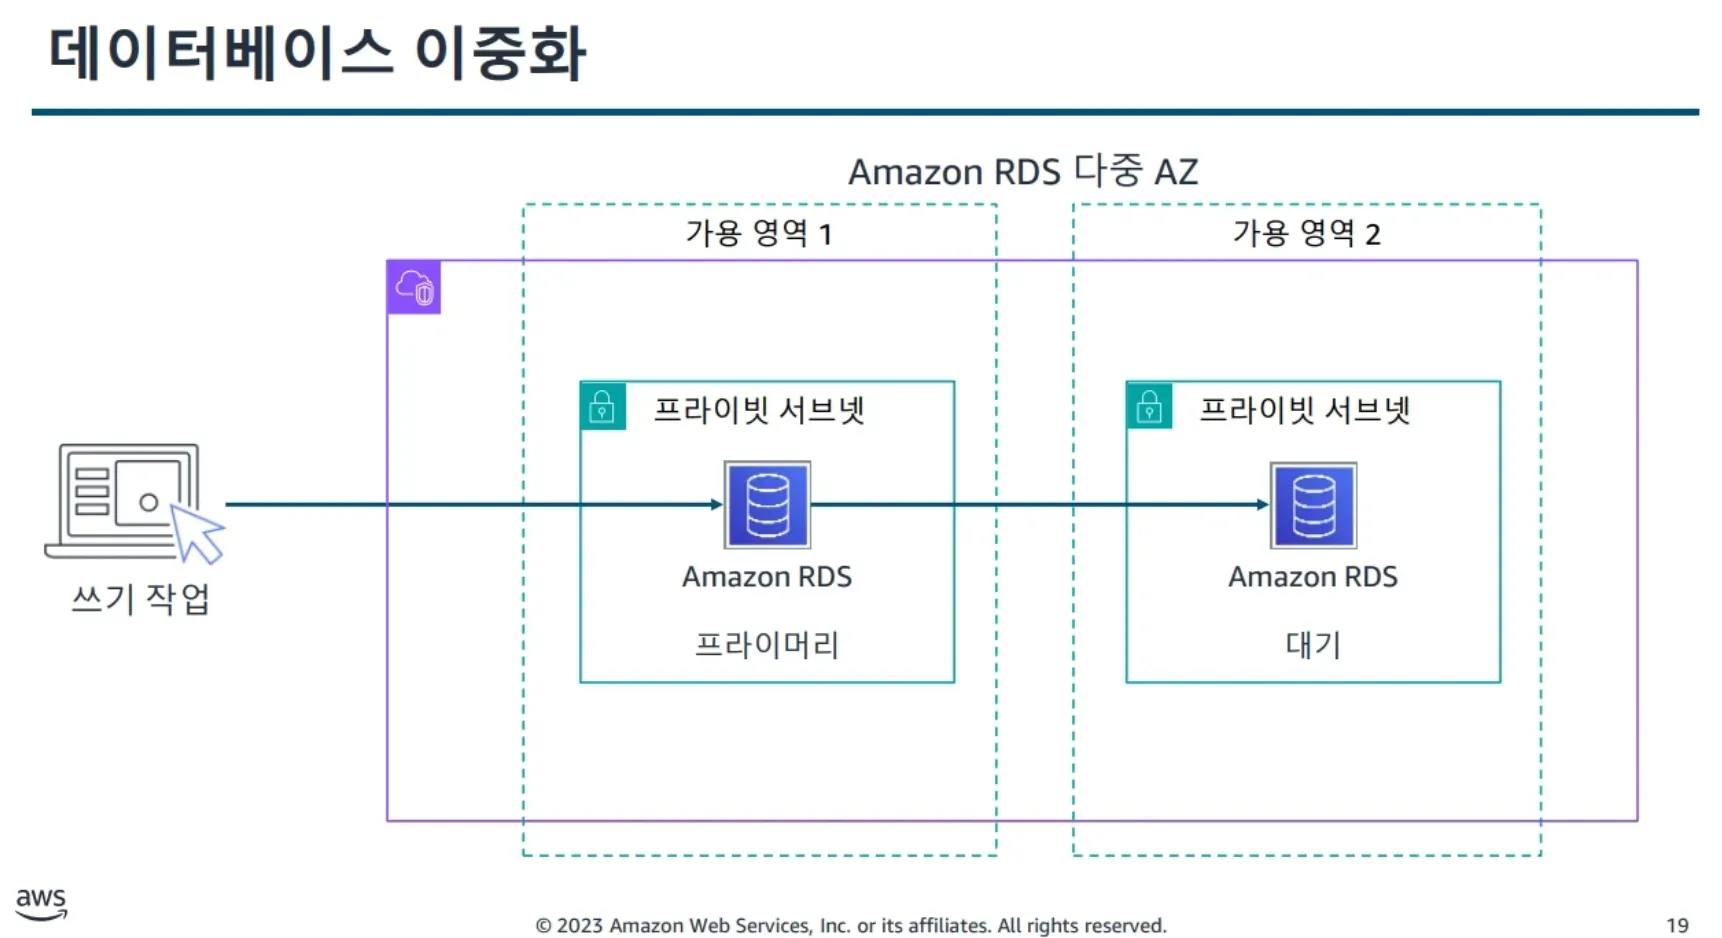 데이터베이스 이중화
Amazon RDS 다중 AZ
가용 영역 1
가용 영역 2
프라이빗 서브넷
프라이빗 서브넷
Amazon RDS
Amazon RDS
쓰기 작업
프라이머리
대기
aws
© 2023 Amazon Web Services, Inc. or its affiliates. All rights reserved.
19